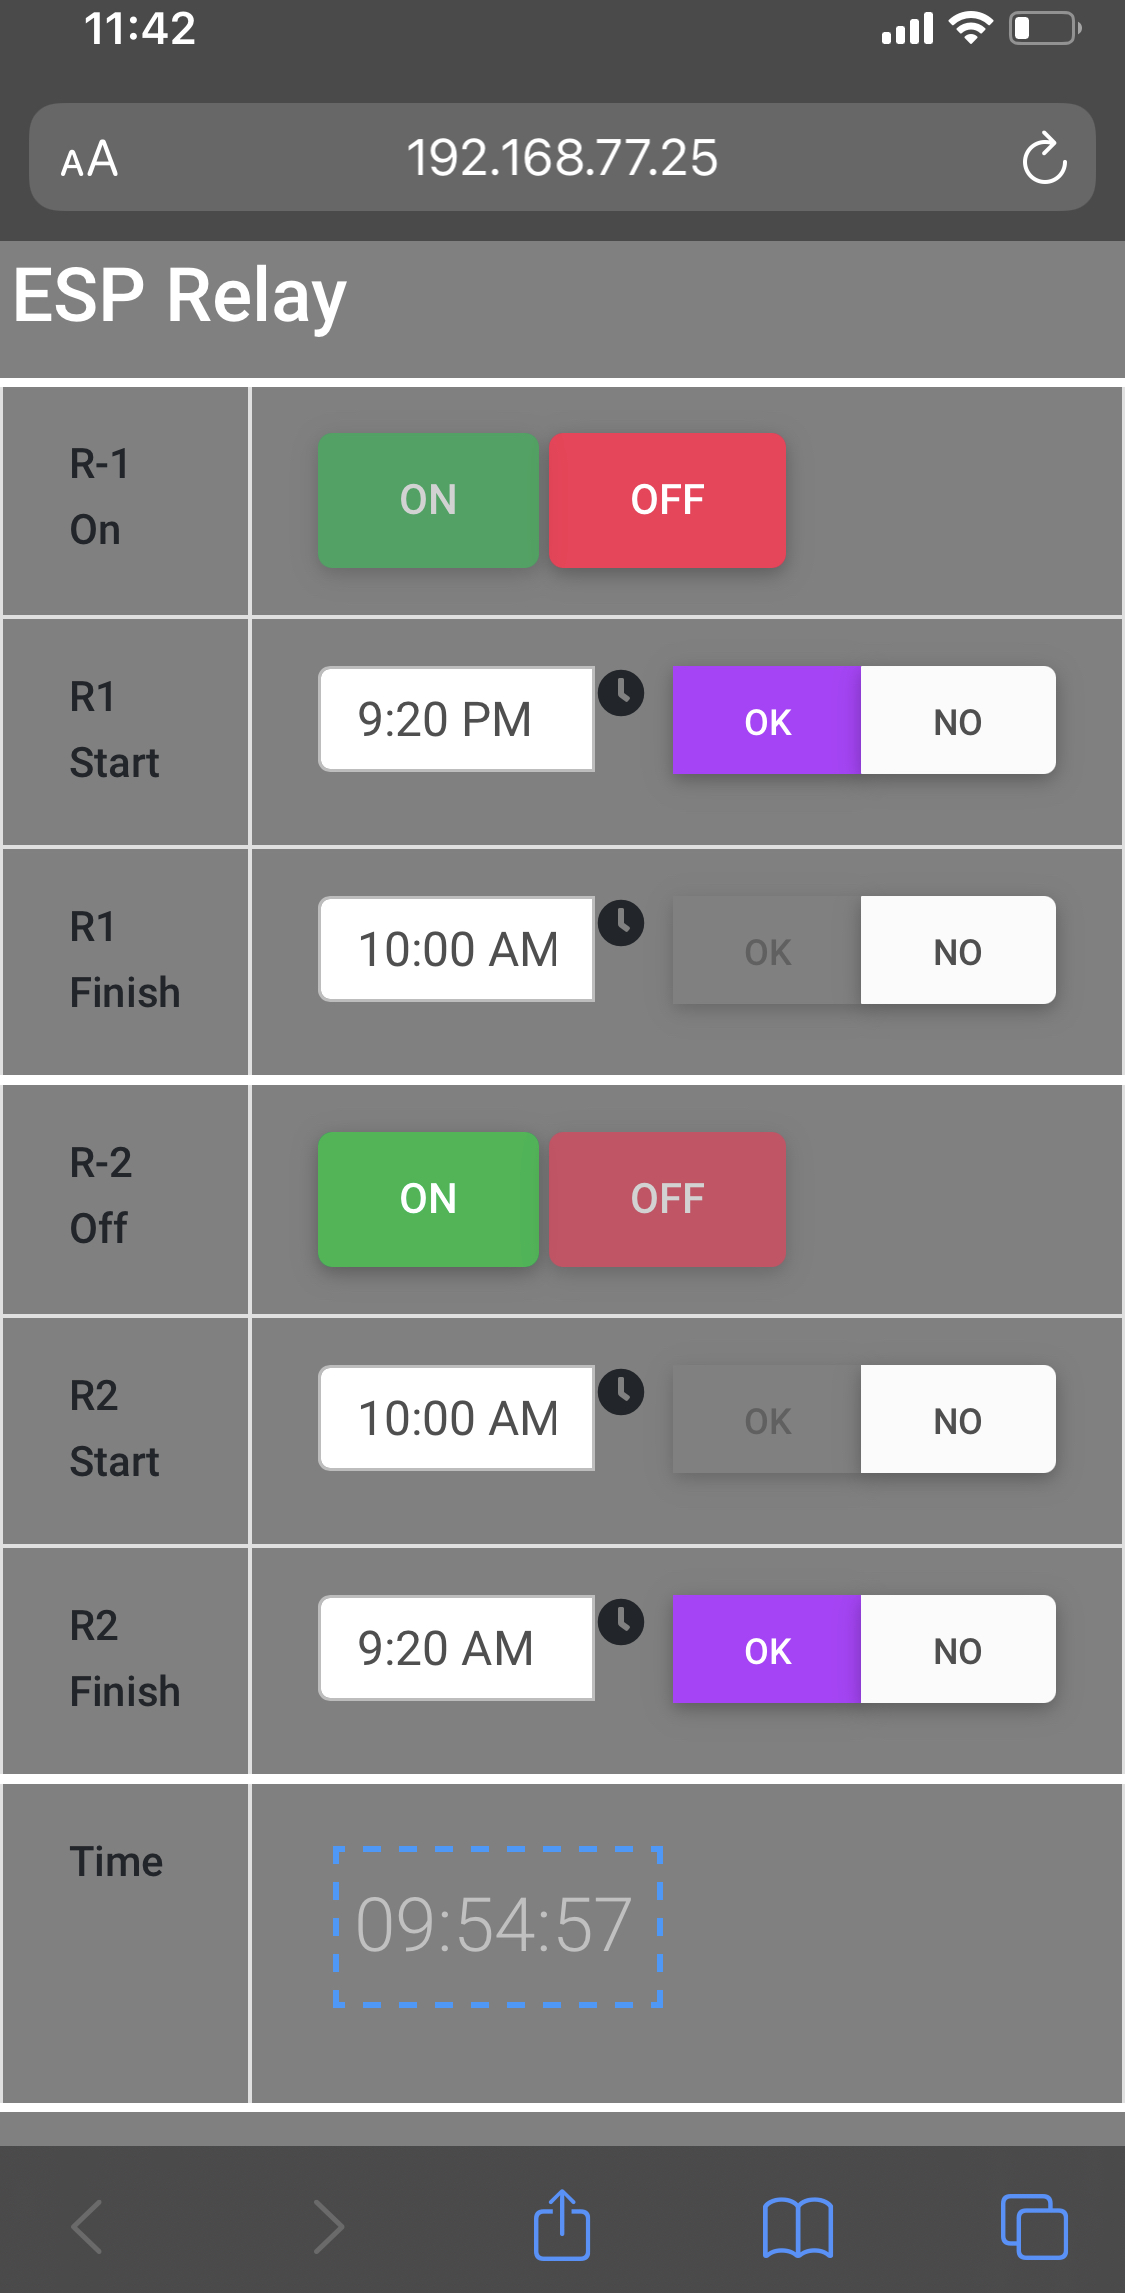 11:42
AA 192.168.77.25
ESP Relay
R-1
On
ON OFF
R1
Start
9:20 PM OK NO
R1
Finish
10:00 AM OK NO
R-2
Off
ON OFF
R2
Start
10:00 AM OK NO
R2
Finish
9:20 AM OK NO
Time
09:54:57